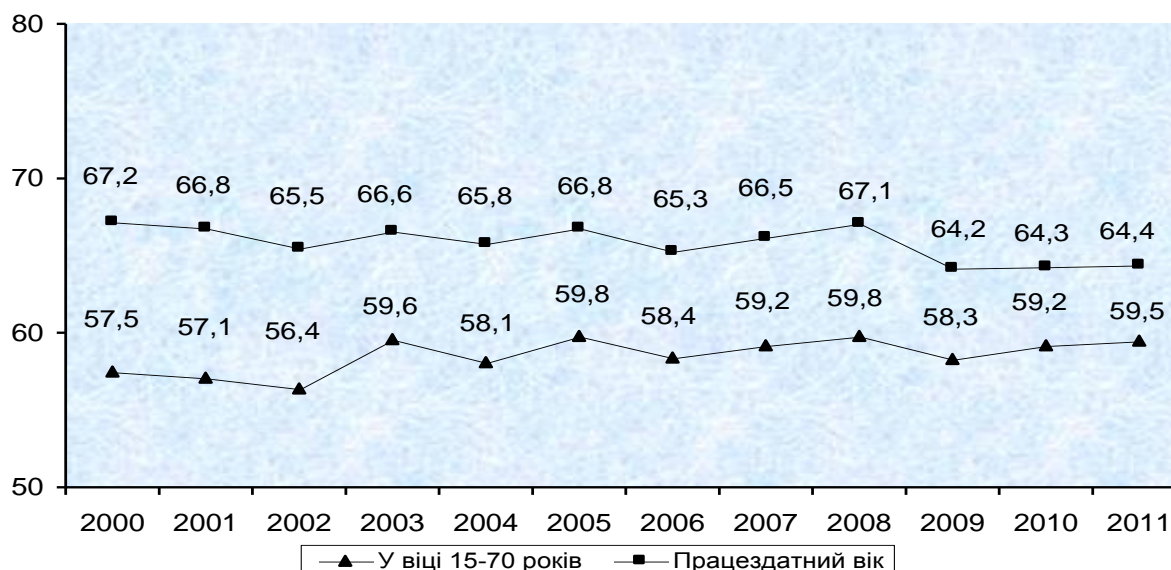 80
70
60
50
67,2 66,8 65,5 66,6 65,8 66,8 65,3 66,5 67,1 64,2 64,3 64,4
57,5 57,1 56,4 59,6 58,1 59,8 58,4 59,2 59,8 58,3 59,2 59,5
2000 2001 2002 2003 2004 2005 2006 2007 2008 2009 2010 2011
У віці 15-70 років Працездатний вік